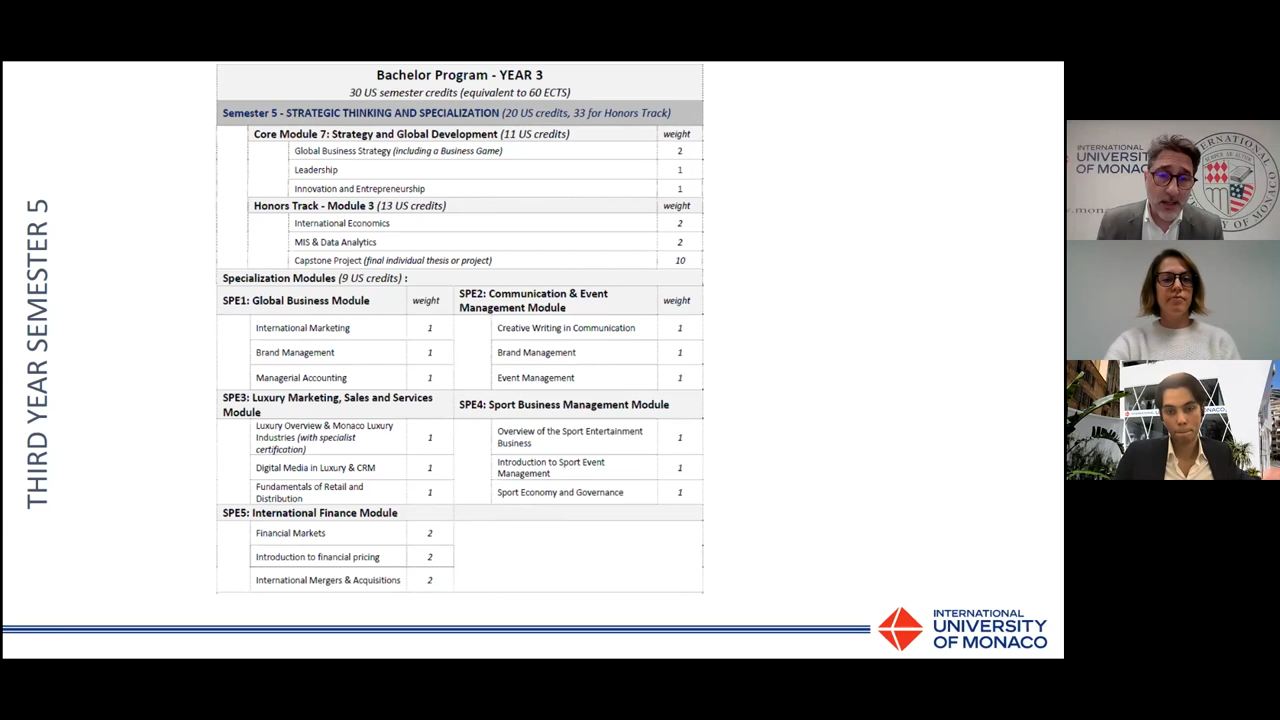 THIRD YEAR SEMESTER 5
Bachelor Program - YEAR 3
30 US semester credits (equivalent to 60 ECTS)
Semester 5 - STRATEGIC THINKING AND SPECIALIZATION (20 US credits, 33 for Honors Track)
Core Module 7: Strategy and Global Development (11 US credits) weight
Global Business Strategy (including a Business Game) 2
Leadership 1
Innovation and Entrepreneurship 1
Honors Track - Module 3 (13 US credits) weight
International Economics 2
MIS & Data Analytics 2
Capstone Project (final individual thesis or project) 10
Specialization Modules (9 US credits) :
SPE1: Global Business Module weight
International Marketing 1
Brand Management 1
Managerial Accounting 1
SPE2: Communication & Event
Management Module weight
Creative Writing in Communication 1
Brand Management 1
Event Management 1
SPE3: Luxury Marketing, Sales and Services
Module
Luxury Overview & Monaco Luxury
Industries (with specialist
certification) 1
Digital Media in Luxury & CRM 1
Fundamentals of Retail and
Distribution 1
SPE4: Sport Business Management Module
Overview of the Sport Entertainment
Business 1
Introduction to Sport Event
Management 1
Sport Economy and Governance 1
SPE5: International Finance Module
Financial Markets 2
Introduction to financial pricing 2
International Mergers & Acquisitions 2
INTERNATIONAL
UNIVERSITY
OF MONACO
INTERNATIONAL